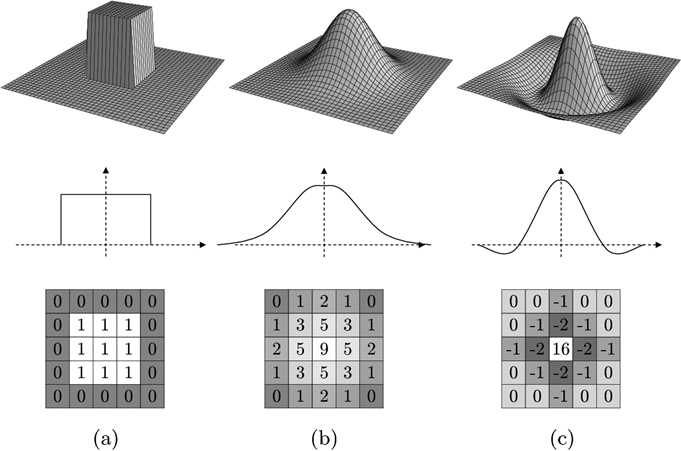 0 0 0 0 0
0 1 1 1 0
0 1 1 1 0
0 1 1 1 0
0 0 0 0 0
(a)
0 1 2 1 0
1 3 5 3 1
2 5 9 5 2
1 3 5 3 1
0 1 2 1 0
(b)
0 0 -1 0 0
0 -1 -2 -1 0
-1 -2 16 -2 -1
0 -1 -2 -1 0
0 0 -1 0 0
(c)